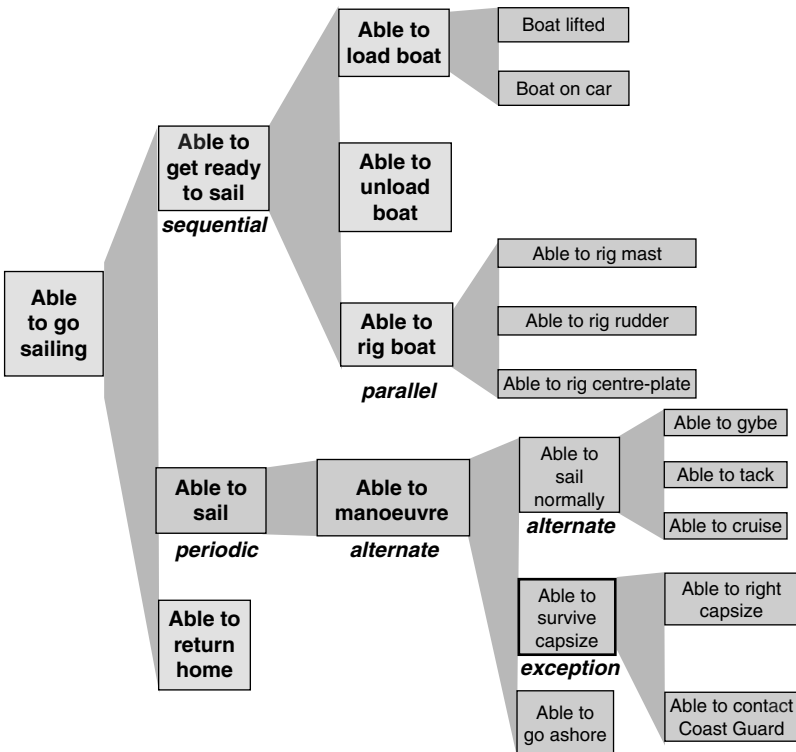 Able
to go
sailing
Able to
get ready
to sail
sequential
Able to
load boat
Boat lifted
Boat on car
Able to
unload
boat
Able to
rig boat
parallel
Able to rig mast
Able to rig rudder
Able to rig centre-plate
Able to
sail
periodic
Able to
manoeuvre
alternate
Able to
sail
normally
alternate
Able to gybe
Able to tack
Able to cruise
Able to
survive
capsize
exception
Able to right
capsize
Able to contact
Coast Guard
Able to
go ashore
Able to
return
home